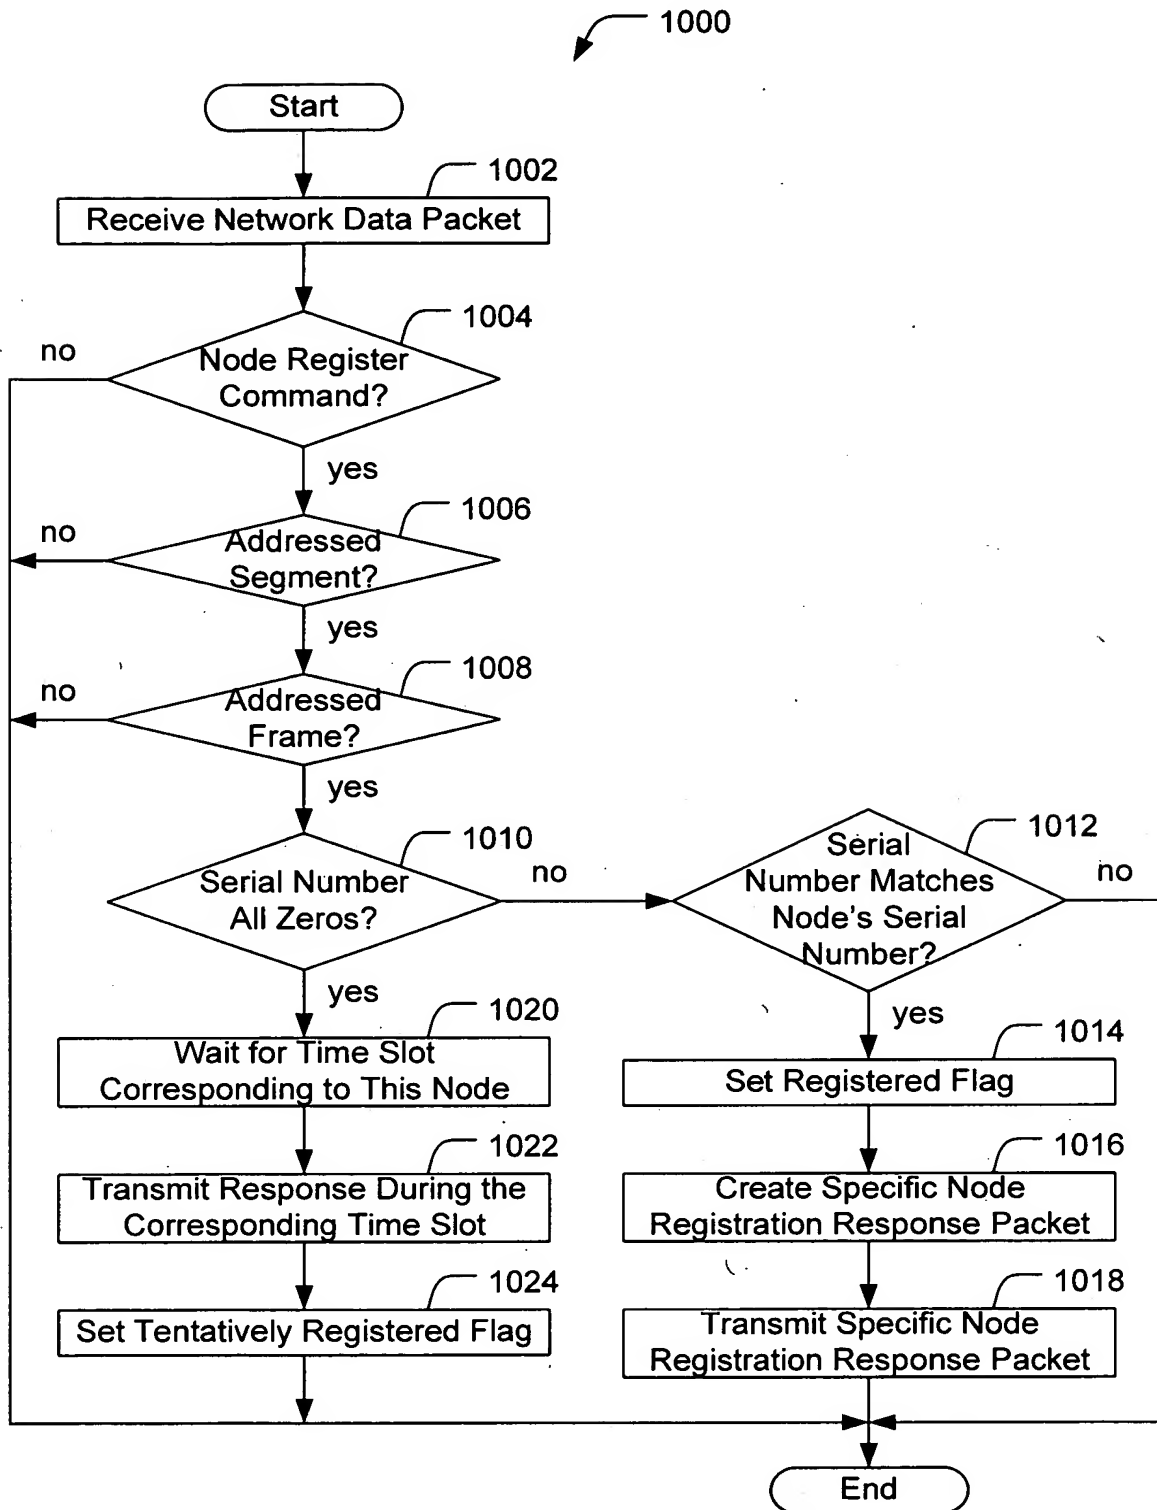 1000
Start
1002
Receive Network Data Packet
1004
no
Node Register
Command?
yes
1006
no
Addressed
Segment?
yes
1008
no
Addressed
Frame?
yes
1010
Serial Number
All Zeros?
no
1012
Serial
Number Matches
Node's Serial
Number?
no
yes
1020
Wait for Time Slot
Corresponding to This Node
yes
1014
Set Registered Flag
1022
Transmit Response During the
Corresponding Time Slot
1016
Create Specific Node
Registration Response Packet
1024
Set Tentatively Registered Flag
1018
Transmit Specific Node
Registration Response Packet
End